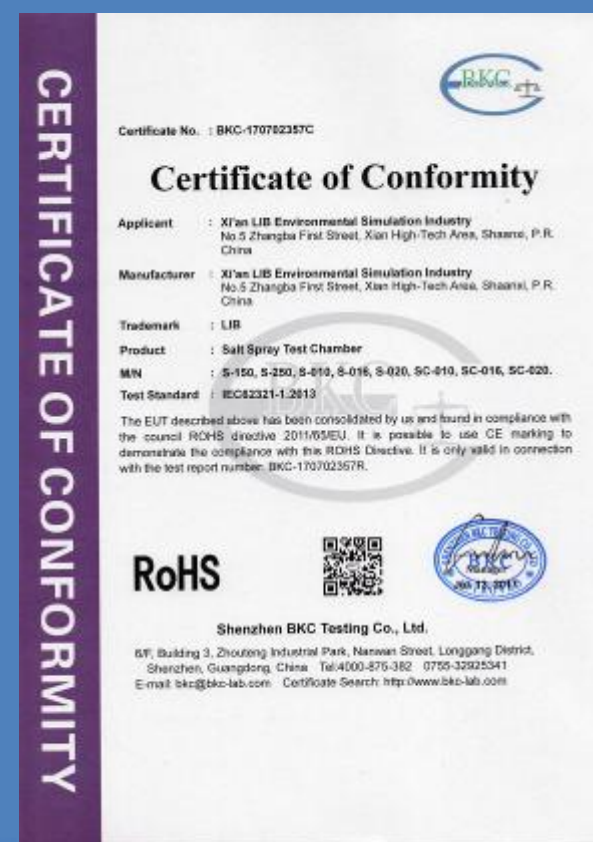 CERTIFICATE OF CONFORMITY
BKC
Certificate No. : BKC-170702357C
Certificate of Conformity
Applicant : Xi'an LIB Environmental Simulation Industry
No.5 Zhangba First Street, Xian High-Tech Area, Shaanxi, P.R.
China
Manufacturer : Xi'an LIB Environmental Simulation Industry
No.5 Zhangba First Street, Xian High-Tech Area, Shaanxi, P.R.
China
Trademark : LIB
Product : Salt Spray Test Chamber
M/N : S-150, S-250, S-010, S-016, S-020, SC-010, SC-016, SC-020.
Test Standard : IEC62321-1:2013
BKC
The EUT described above has been consolidated by us and found in compliance with
the council ROHS directive 2011/65/EU. It is possible to use CE marking to
demonstrate the compliance with this ROHS Directive. It is only valid in connection
with the test report number: BKC-170702357R.
RoHS
BKC
Shenzhen BKC Testing Co., Ltd.
6/F, Building 3, Zhouteng Industrial Park, Nanwan Street, Longgang District,
Shenzhen, Guangdong, China Tel:4000-875-382 0755-32925341
E-mail: bkc@bkc-lab.com Certificate Search: http://www.bkc-lab.com